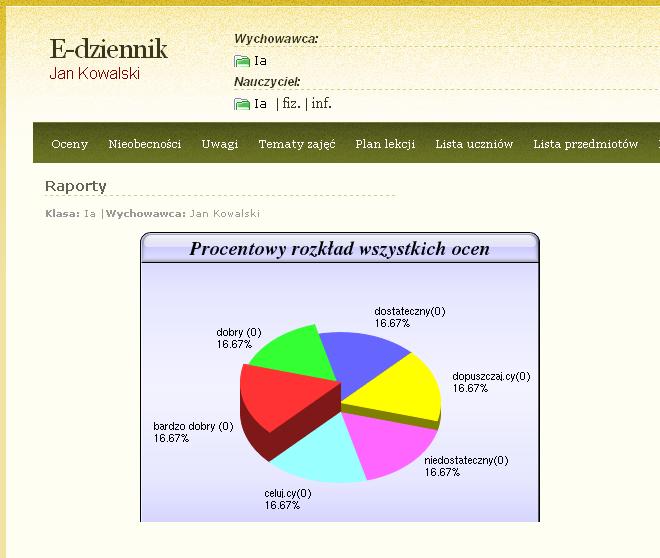 E-dziennik
Jan Kowalski
Wychowawca:
Ia
Nauczyciel:
Ia | fiz. | inf.
Oceny Nieobecności Uwagi Tematy zajęć Plan lekcji Lista uczniów Lista przedmiotów
Raporty
Klasa: Ia | Wychowawca: Jan Kowalski
Procentowy rozkład wszystkich ocen
dostateczny(0)
16.67%
dobry (0)
16.67%
dopuszczaj.cy(0)
16.67%
bardzo dobry (0)
16.67%
niedostateczny(0)
16.67%
celuj.cy(0)
16.67%